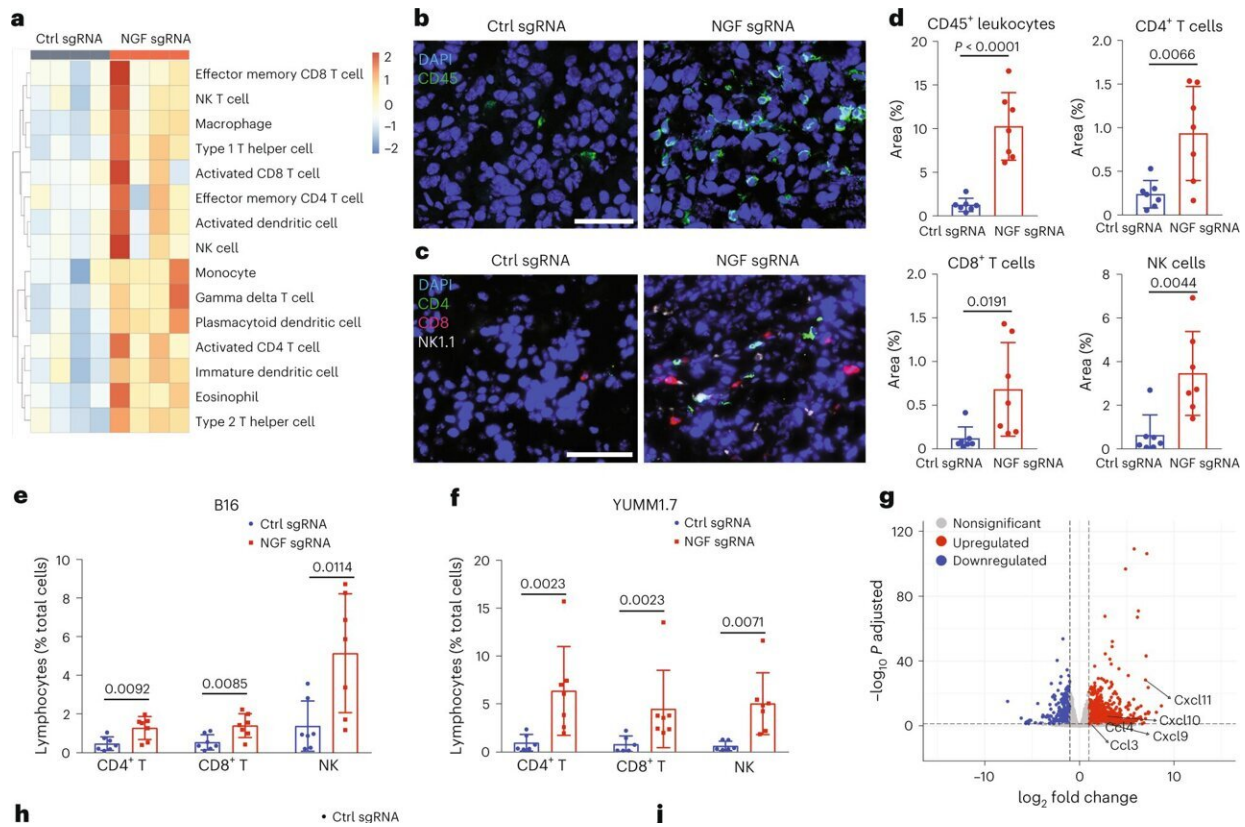 a
Ctrl sgRNA NGF sgRNA
2
1
0
−1
−2
Effector memory CD8 T cell
NK T cell
Macrophage
Type 1 T helper cell
Activated CD8 T cell
Effector memory CD4 T cell
Activated dendritic cell
NK cell
Monocyte
Gamma delta T cell
Plasmacytoid dendritic cell
Activated CD4 T cell
Immature dendritic cell
Eosinophil
Type 2 T helper cell
b
Ctrl sgRNA NGF sgRNA
DAPI
CD45
c
Ctrl sgRNA NGF sgRNA
DAPI
CD4
CD8
NK1.1
d
CD45⁺ leukocytes
P < 0.0001
Area (%)
20
15
10
5
0
Ctrl sgRNA NGF sgRNA
CD4⁺ T cells
0.0066
Area (%)
2.0
1.5
1.0
0.5
0
Ctrl sgRNA NGF sgRNA
CD8⁺ T cells
0.0191
Area (%)
2.0
1.5
1.0
0.5
0
Ctrl sgRNA NGF sgRNA
NK cells
0.0044
Area (%)
8
6
4
2
0
Ctrl sgRNA NGF sgRNA
e
B16
Ctrl sgRNA
NGF sgRNA
Lymphocytes (% total cells)
10
8
6
4
2
0
0.0092
0.0085
0.0114
CD4⁺ T CD8⁺ T NK
f
YUMM1.7
Ctrl sgRNA
NGF sgRNA
Lymphocytes (% total cells)
20
15
10
5
0
0.0023
0.0023
0.0071
CD4⁺ T CD8⁺ T NK
g
Nonsignificant
Upregulated
Downregulated
−log₁₀ P adjusted
120
80
40
0
Cxcl11
Cxcl10
Ccl4
Cxcl9
Ccl3
−10 0 10
log₂ fold change
h
Ctrl sgRNA
i